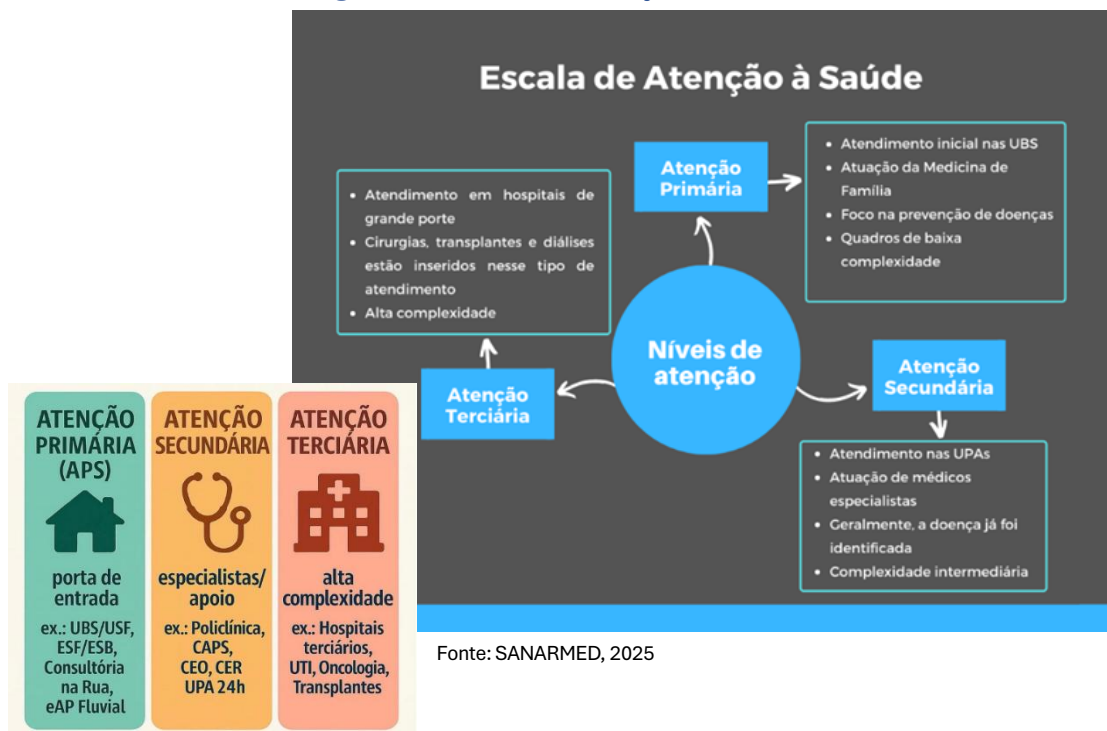 Escala de Atenção à Saúde
Atenção
Primária
• Atendimento inicial nas UBS
• Atuação da Medicina de
Família
• Foco na prevenção de doenças
• Quadros de baixa
complexidade
• Atendimento em hospitais de
grande porte
• Cirurgias, transplantes e diálises
estão inseridos nesse tipo de
atendimento
• Alta complexidade
Níveis de
atenção
Atenção
Secundária
Atenção
Terciária
• Atendimento nas UPAs
• Atuação de médicos
especialistas
• Geralmente, a doença já foi
identificada
• Complexidade intermediária
ATENÇÃO
PRIMÁRIA
(APS)
porta de
entrada
ex.: UBS/USF,
ESF/ESB,
Consultória
na Rua,
eAP Fluvial
ATENÇÃO
SECUNDÁRIA
especialistas/
apoio
ex.: Policlínica,
CAPS,
CEO, CER
UPA 24h
ATENÇÃO
TERCIÁRIA
alta
complexidade
ex.: Hospitais
terciários,
UTI, Oncologia,
Transplantes
Fonte: SANARMED, 2025